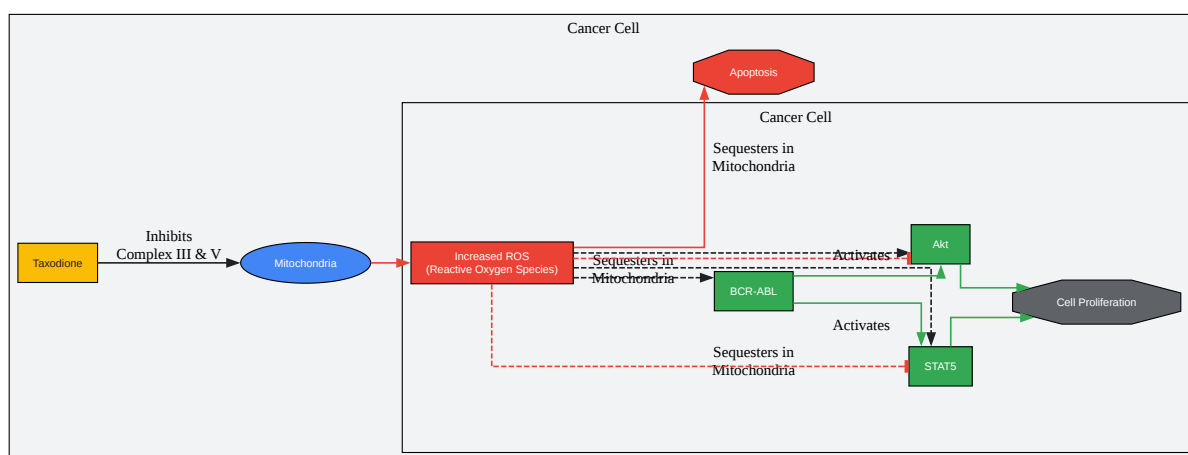 Cancer Cell
Apoptosis
Cancer Cell
Sequesters in
Mitochondria
Inhibits
Complex III & V
Taxodione
Mitochondria
Increased ROS
(Reactive Oxygen Species)
Sequesters in
Mitochondria
Activates
Akt
BCR-ABL
Cell Proliferation
Activates
Sequesters in
Mitochondria
STAT5